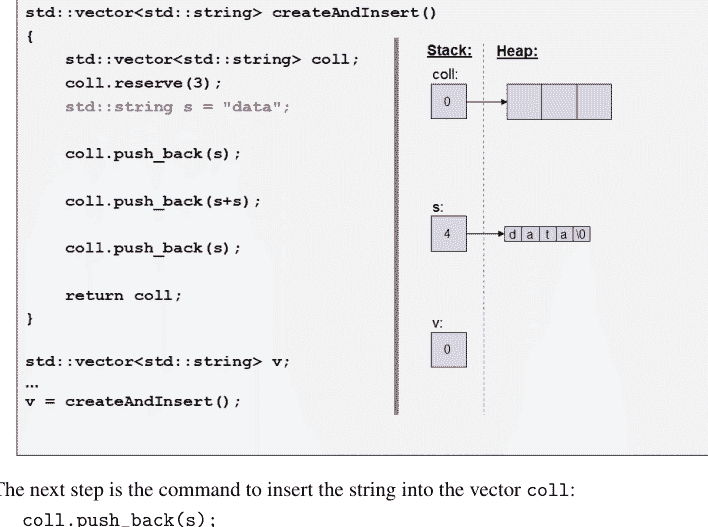 std::vector<std::string> createAndInsert()
{
std::vector<std::string> coll;
coll.reserve(3);
std::string s = "data";
coll.push_back(s);
coll.push_back(s+s);
coll.push_back(s);
return coll;
}
std::vector<std::string> v;
...
v = createAndInsert();
Stack:
Heap:
coll:
0
s:
4
d a t a \0
v:
0
The next step is the command to insert the string into the vector coll:
coll.push_back(s);